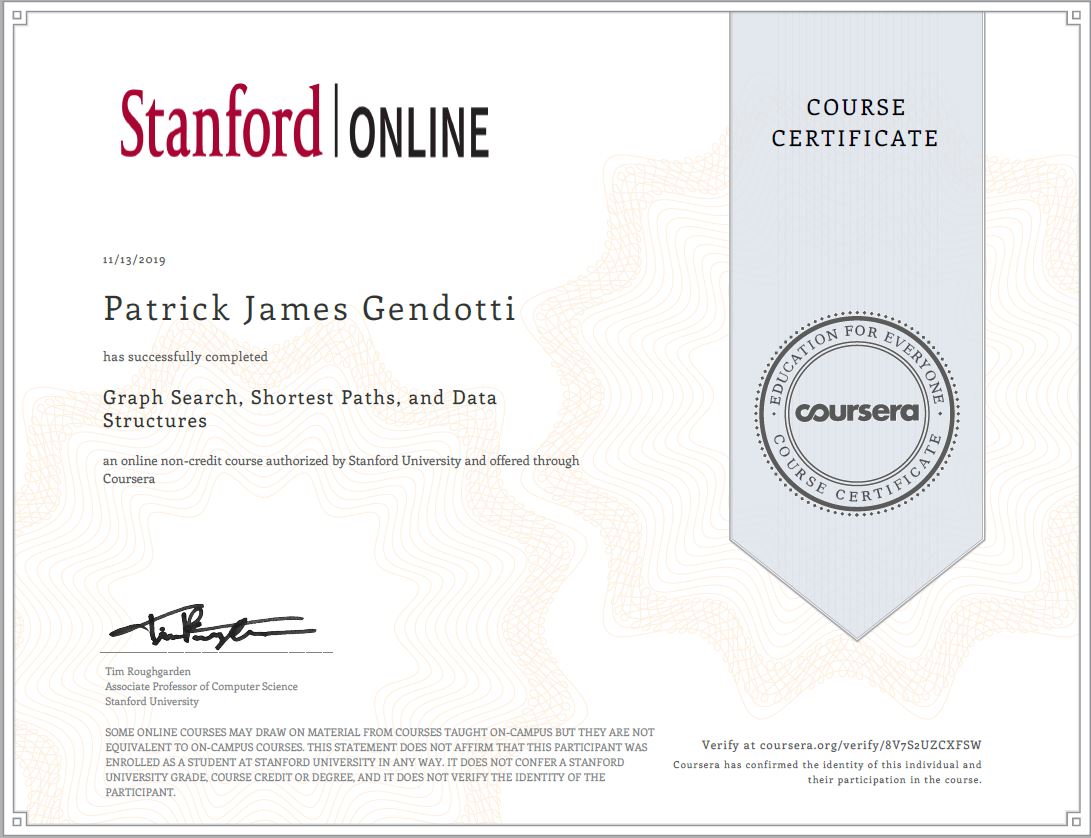 Stanford | ONLINE
COURSE
CERTIFICATE
11/13/2019
Patrick James Gendotti
has successfully completed
Graph Search, Shortest Paths, and Data
Structures
an online non-credit course authorized by Stanford University and offered through
Coursera
EDUCATION FOR EVERYONE
coursera
COURSE CERTIFICATE
Tim Roughgarden
Associate Professor of Computer Science
Stanford University
SOME ONLINE COURSES MAY DRAW ON MATERIAL FROM COURSES TAUGHT ON-CAMPUS BUT THEY ARE NOT
EQUIVALENT TO ON-CAMPUS COURSES. THIS STATEMENT DOES NOT AFFIRM THAT THIS PARTICIPANT WAS
ENROLLED AS A STUDENT AT STANFORD UNIVERSITY IN ANY WAY. IT DOES NOT CONFER A STANFORD
UNIVERSITY GRADE, COURSE CREDIT OR DEGREE, AND IT DOES NOT VERIFY THE IDENTITY OF THE
PARTICIPANT.
Verify at coursera.org/verify/8V7S2UZCXFSW
Coursera has confirmed the identity of this individual and
their participation in the course.